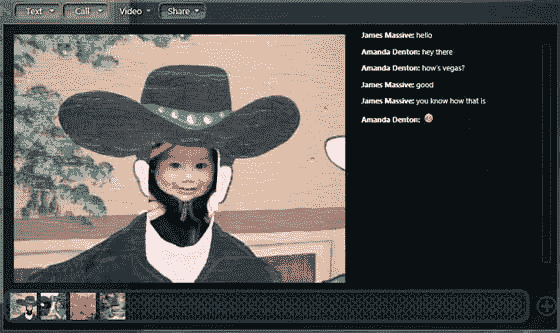 Text
Call
Video
Share
James Massive: hello
Amanda Denton: hey there
Amanda Denton: how's vegas?
James Massive: good
James Massive: you know how that is
Amanda Denton: